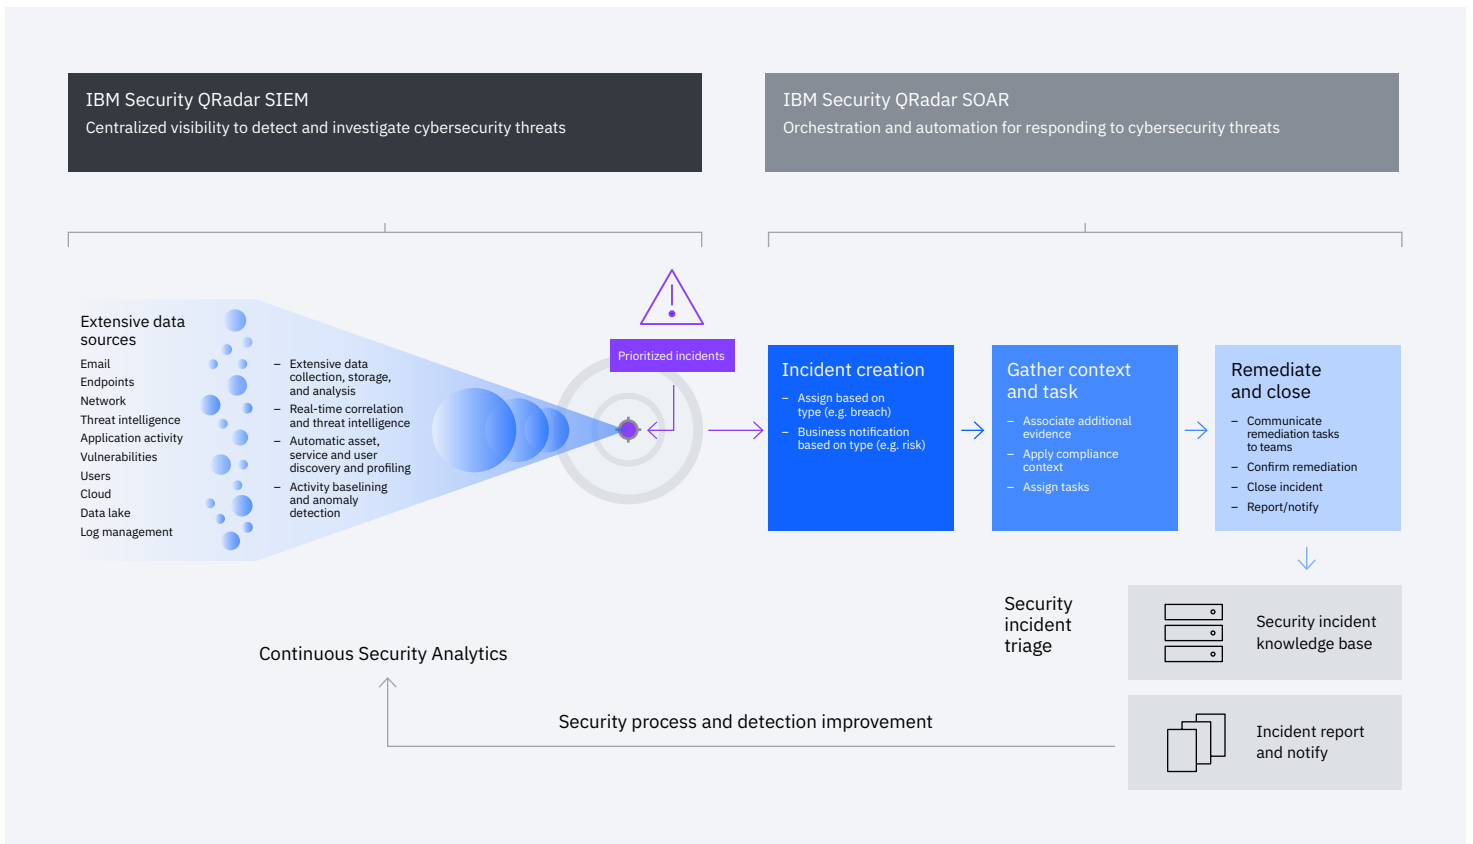 IBM Security QRadar SIEM
Centralized visibility to detect and investigate cybersecurity threats
IBM Security QRadar SOAR
Orchestration and automation for responding to cybersecurity threats
Extensive data
sources
Email
Endpoints
Network
Threat intelligence
Application activity
Vulnerabilities
Users
Cloud
Data lake
Log management
– Extensive data
collection, storage,
and analysis
– Real-time correlation
and threat intelligence
– Automatic asset,
service and user
discovery and profiling
– Activity baselining
and anomaly
detection
Prioritized incidents
Incident creation
– Assign based on
type (e.g. breach)
– Business notification
based on type (e.g. risk)
Gather context
and task
– Associate additional
evidence
– Apply compliance
context
– Assign tasks
Remediate
and close
– Communicate
remediation tasks
to teams
– Confirm remediation
– Close incident
– Report/notify
Security
incident
triage
Security incident
knowledge base
Continuous Security Analytics
Security process and detection improvement
Incident report
and notify